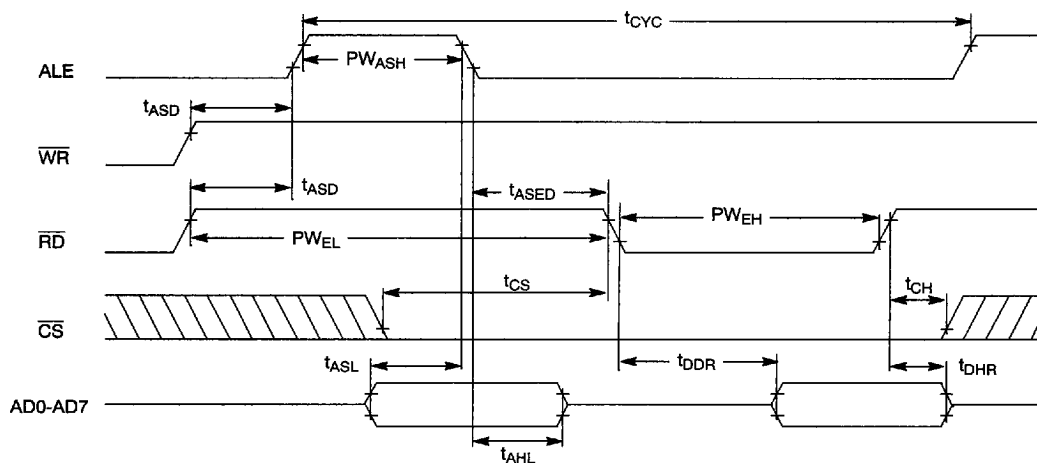 tCYC
ALE
PWASH
tASD
WR
tASD
tASED
RD
PWEL
PWEH
tCS
tCH
CS
tASL
tDDR
tDHR
AD0-AD7
tAHL